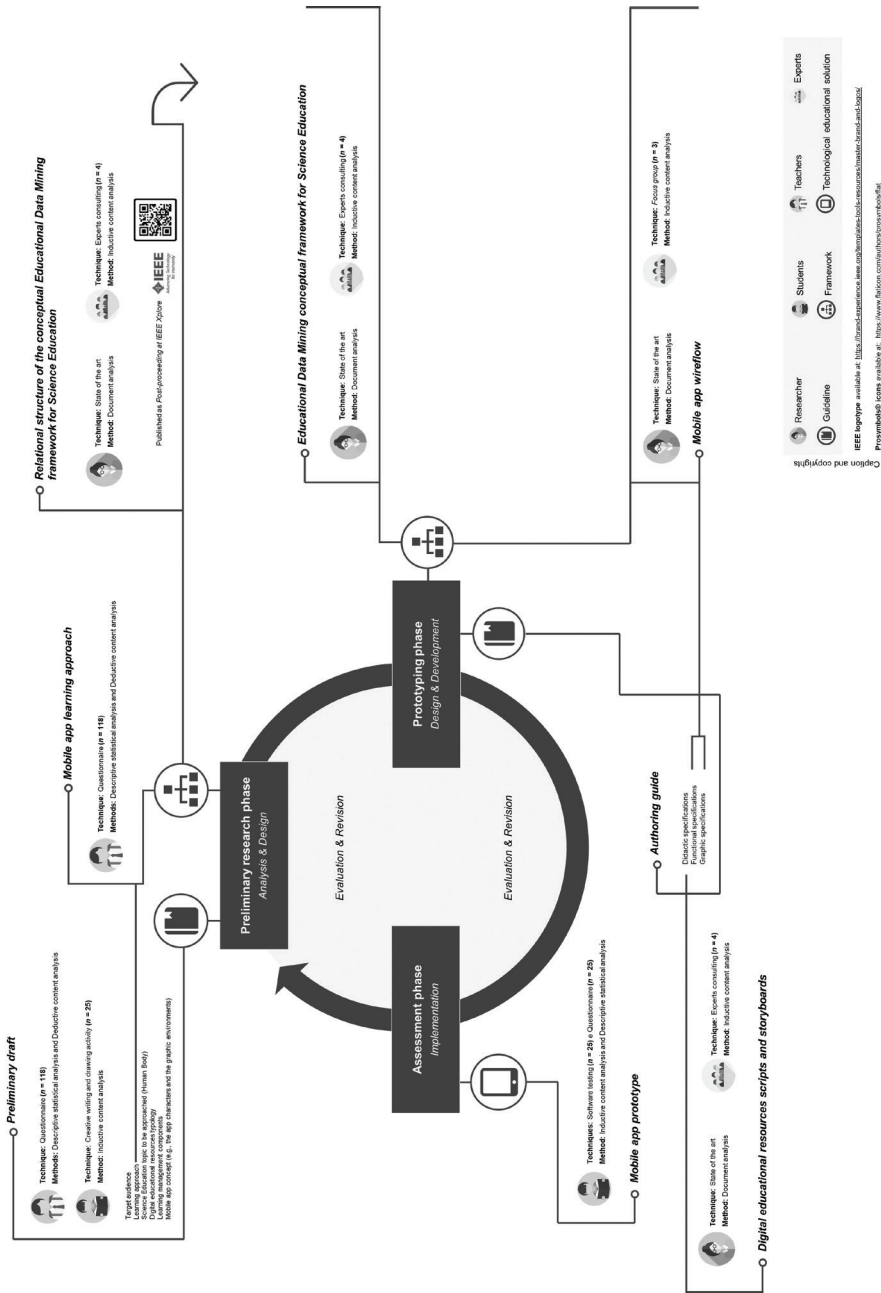 Preliminary draft
Technique: Questionnaire (n = 118)
Methods: Descriptive statistical analysis and Deductive content analysis
Technique: Creative writing and drawing activity (n = 25)
Method: Inductive content analysis
Target audience
Learning approach
Science Education topic to be approached (Human Body)
Digital educational resources typology
Learning management components
Mobile app concept (e.g., the app characters and the graphic environments)
Mobile app learning approach
Technique: Questionnaire (n = 118)
Methods: Descriptive statistical analysis and Deductive content analysis
Relational structure of the conceptual Educational Data Mining
framework for Science Education
Technique: State of the art
Method: Document analysis
Technique: Experts consulting (n = 4)
Method: Inductive content analysis
Published as Post-proceeding at IEEE Xplore
IEEE
Advancing Technology
for Humanity
Preliminary research phase
Analysis & Design
Evaluation & Revision
Prototyping phase
Design & Development
Evaluation & Revision
Assessment phase
Implementation
Educational Data Mining conceptual framework for Science Education
Technique: State of the art
Method: Document analysis
Technique: Experts consulting (n = 4)
Method: Inductive content analysis
Technique: State of the art
Method: Document analysis
Technique: Focus group (n = 3)
Method: Inductive content analysis
Mobile app wireflow
Authoring guide
Didactic specifications
Functional specifications
Graphic specifications
Techniques: Software testing (n = 25) e Questionnaire (n = 25)
Method: Inductive content analysis and Descriptive statistical analysis
Mobile app prototype
Technique: State of the art
Method: Document analysis
Technique: Experts consulting (n = 4)
Method: Inductive content analysis
Digital educational resources scripts and storyboards
Caption and copyrights
Researcher
Students
Teachers
Experts
Guideline
Framework
Technological educational solution
IEEE logotype available at: https://brand-experience.ieee.org/templates-tools-resources/resources/master-brand-and-logos/
Prosymbols® icons available at: https://www.flaticon.com/authors/prosymbols/flat